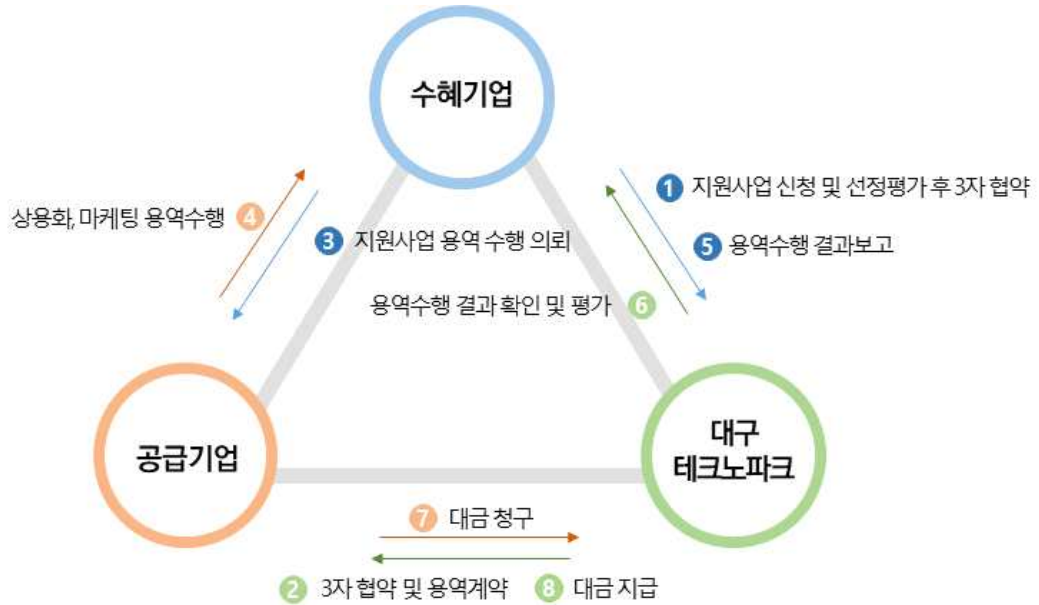 수혜기업
1 지원사업 신청 및 선정평가 후 3자 협약
상용화, 마케팅 용역수행 4
3 지원사업 용역 수행 의뢰
5 용역수행 결과보고
용역수행 결과 확인 및 평가 6
공급기업
대구
테크노파크
7 대금 청구
2 3자 협약 및 용역계약 8 대금 지급